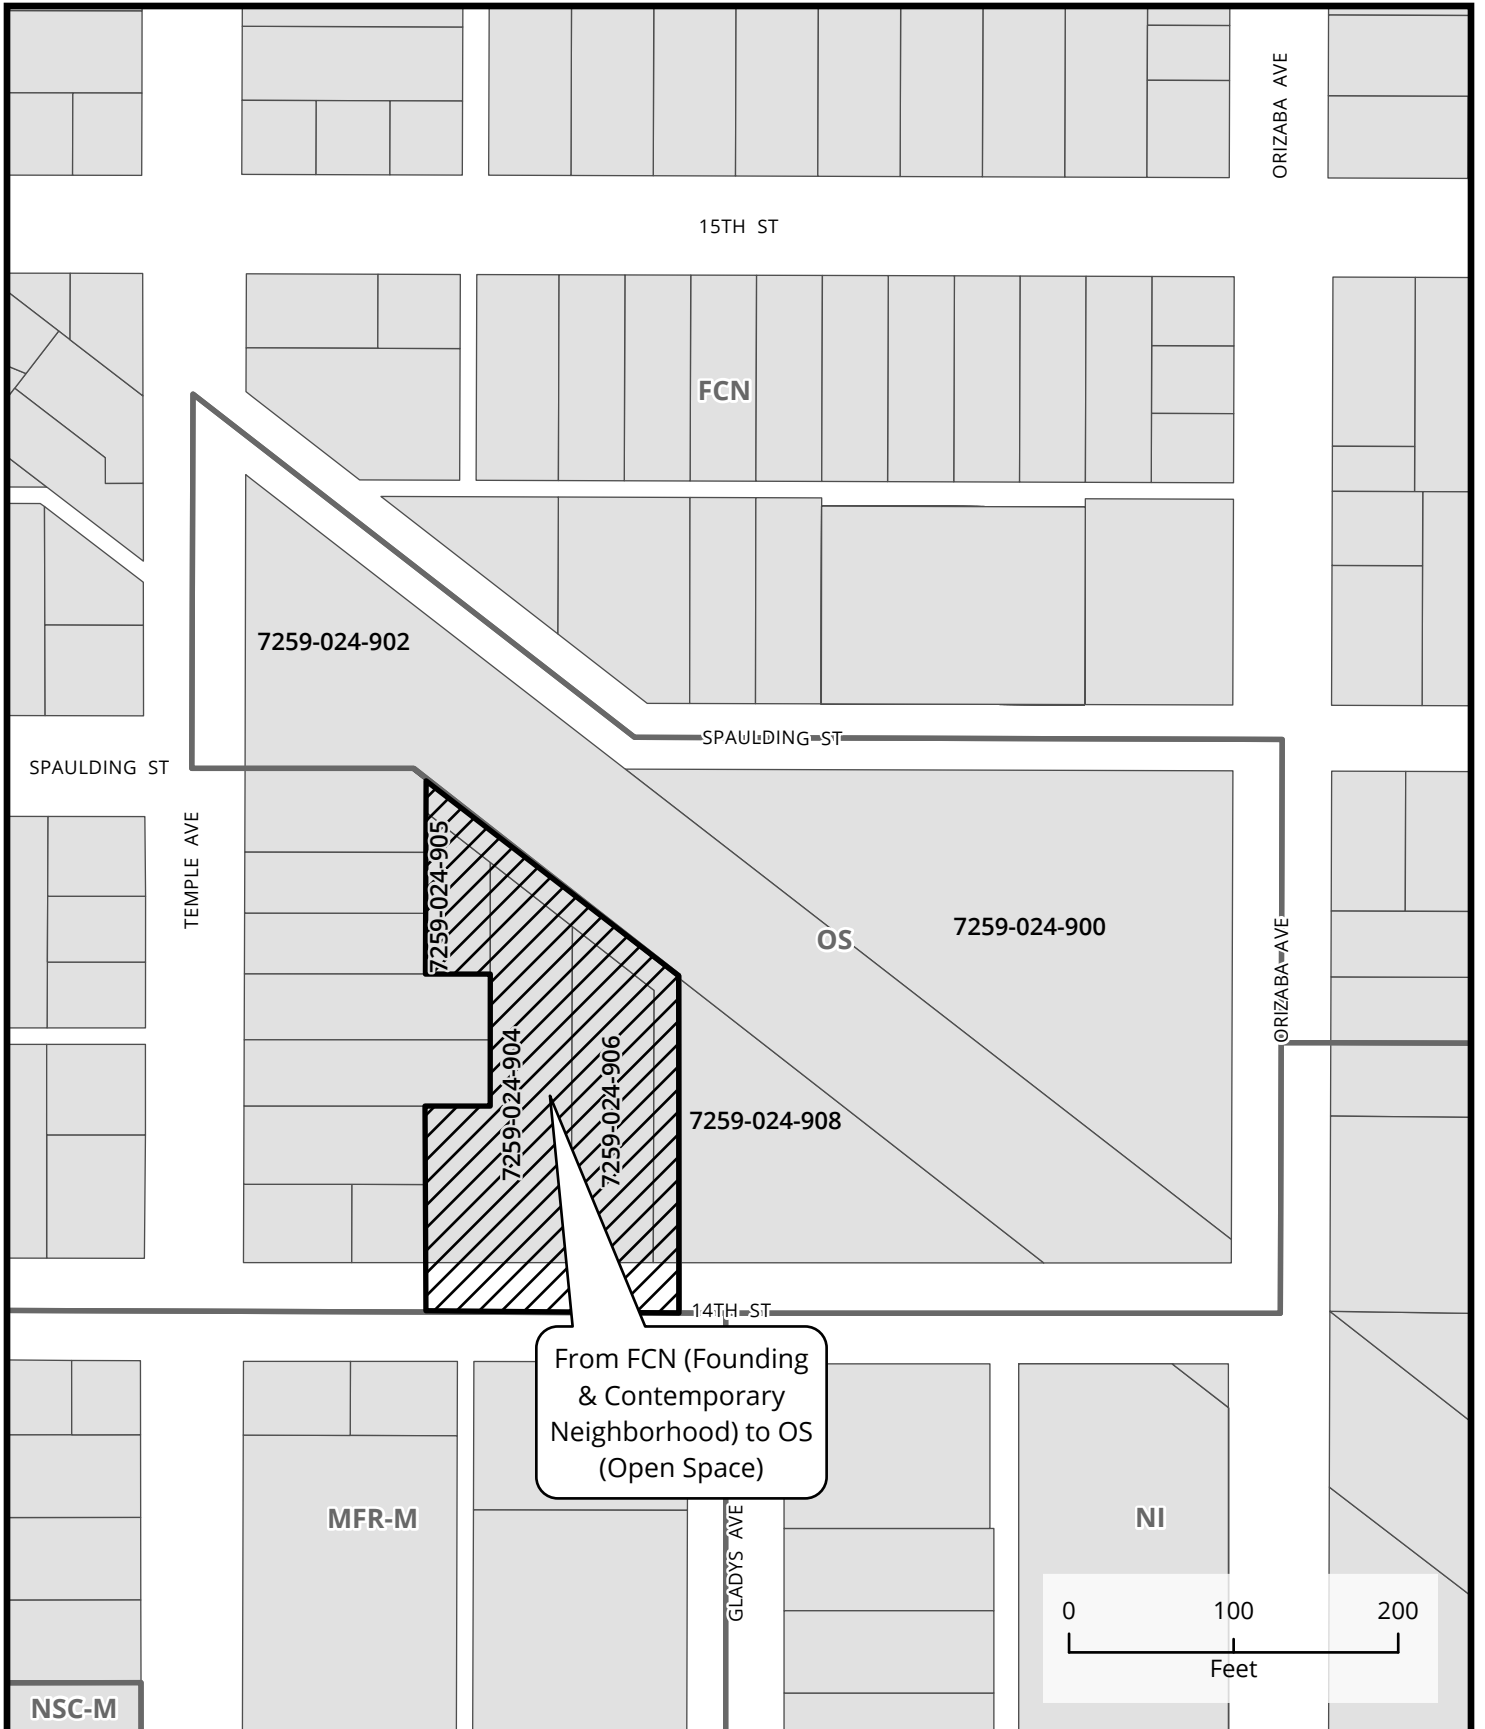 ORIZABA AVE
15TH ST
FCN
7259-024-902
SPAULDING ST
SPAULDING ST
TEMPLE AVE
7259-024-905
OS
7259-024-900
ORIZABA AVE
7259-024-904
7259-024-906
7259-024-908
14TH ST
From FCN (Founding
& Contemporary
Neighborhood) to OS
(Open Space)
MFR-M
GLADYS AVE
NI
0 100 200
Feet
NSC-M